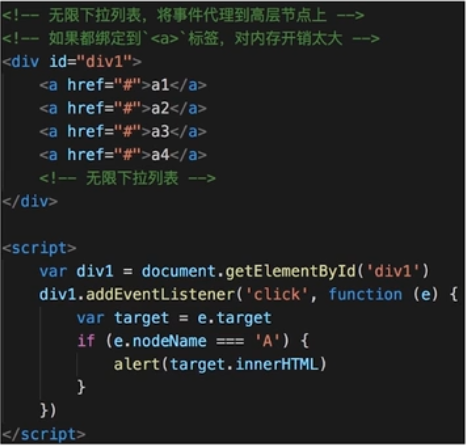 <!-- 无限下拉列表，将事件代理到高层节点上 -->
<!-- 如果都绑定到`<a>`标签，对内存开销太大 -->
<div id="div1">
    <a href="#">a1</a>
    <a href="#">a2</a>
    <a href="#">a3</a>
    <a href="#">a4</a>
    <!-- 无限下拉列表 -->
</div>

<script>
    var div1 = document.getElementById('div1')
    div1.addEventListener('click', function (e) {
        var target = e.target
        if (e.nodeName === 'A') {
            alert(target.innerHTML)
        }
    })
</script>